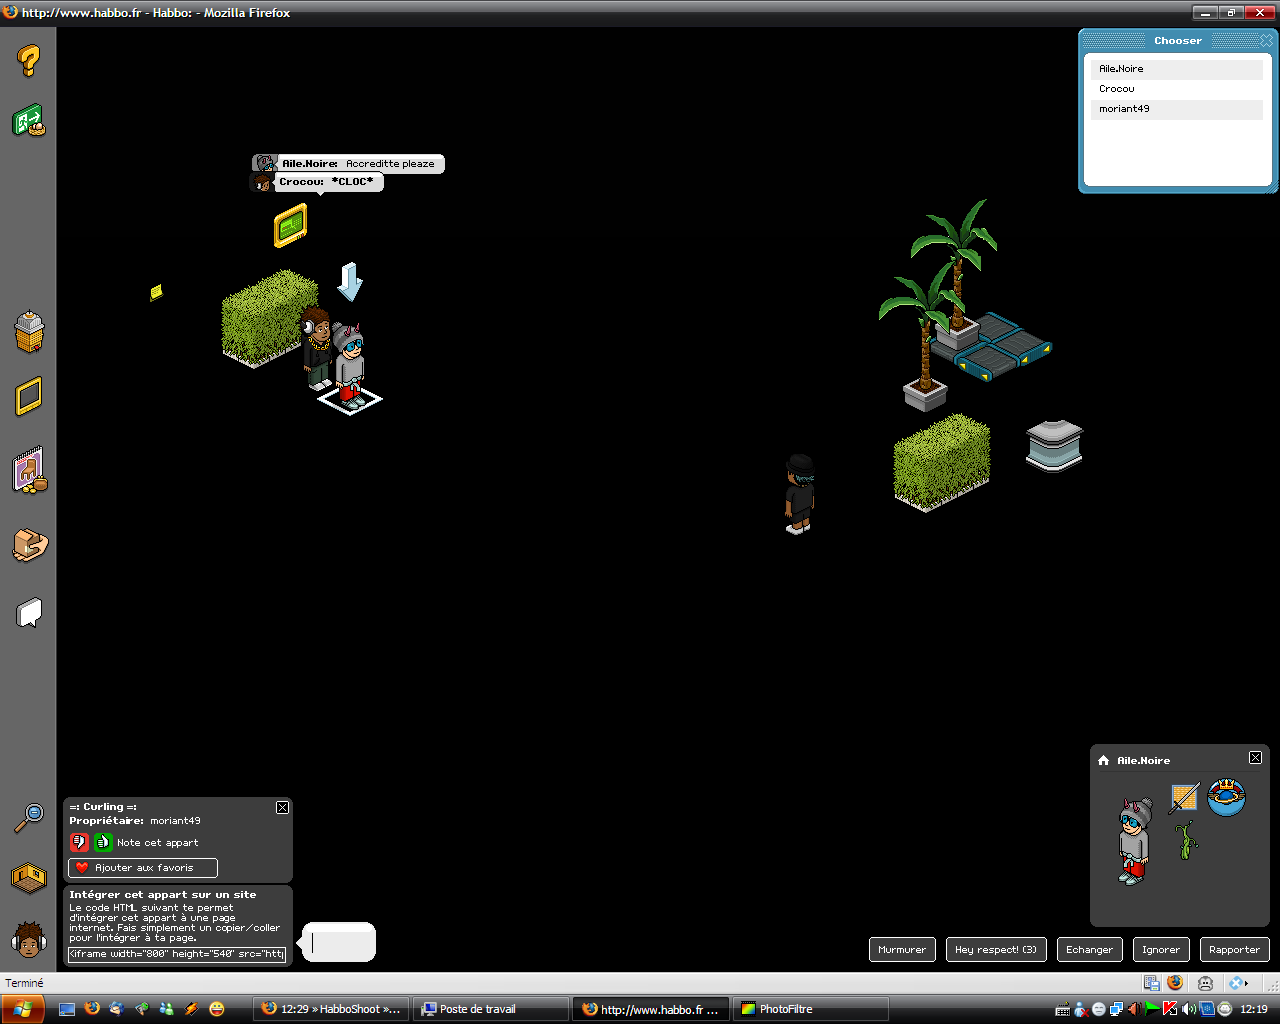 http://www.habbo.fr - Habbo: - Mozilla Firefox
Chooser
Aile.Noire
Crocou
moriant49
Aile.Noire: Accreditte pleaze
Crocou: *CLOC*
=: Curling =:
Propriétaire: moriant49
Note cet appart
Ajouter aux favoris
Intégrer cet appart sur un site
Le code HTML suivant te permet
d'intégrer cet appart à une page
internet. Fais simplement un copier/coller
pour l'intégrer à ta page.
<iframe width="800" height="540" src="http
Aile.Noire
Murmurer
Hey respect! (3)
Echanger
Ignorer
Rapporter
Terminé
12:29 » HabboShoot »...
Poste de travail
http://www.habbo.fr ...
PhotoFiltre
12:19